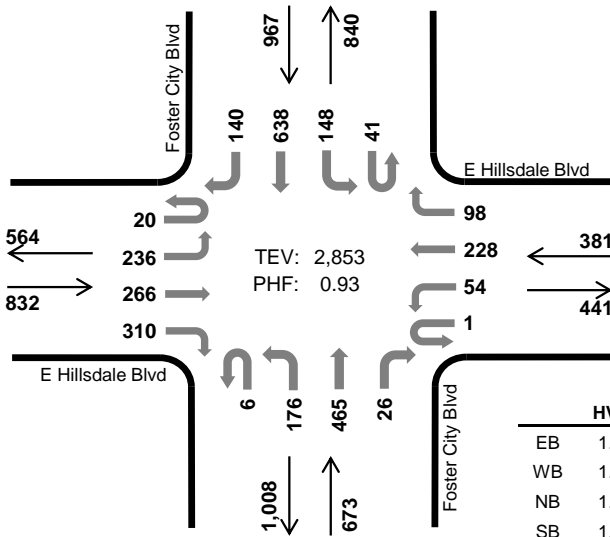 967
840
Foster City Blvd
140
638
148
41
E Hillsdale Blvd
20
98
564
236
TEV: 2,853
228
381
832
266
PHF: 0.93
54
441
310
1
E Hillsdale Blvd
6
176
465
26
Foster City Blvd
1,008
673
EB
WB
NB
SB